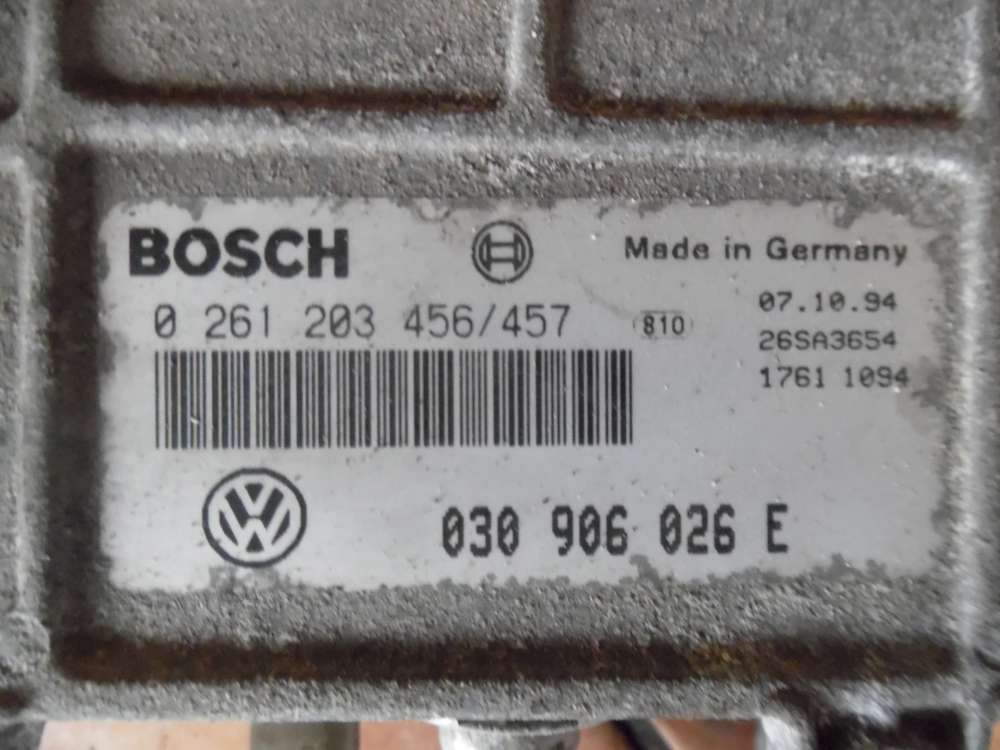 BOSCH Made in Germany
0 261 203 456/457 810 07.10.94
26SA3654
1761 1094
030 906 026 E